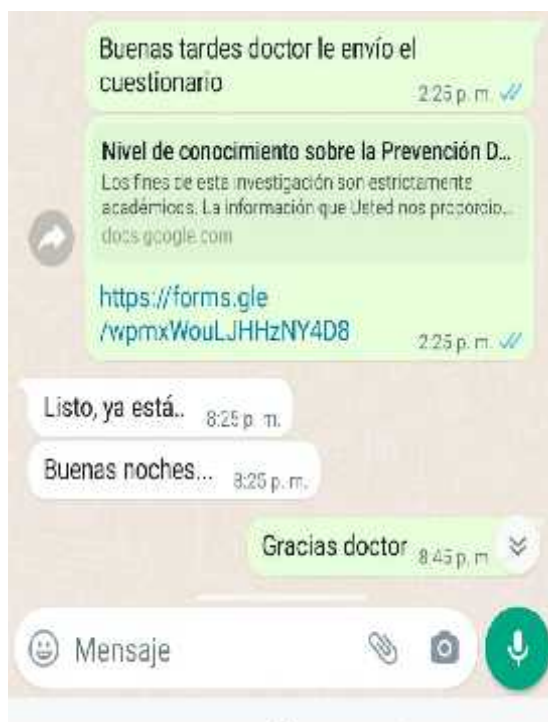 Buenas tardes doctor le envío el
cuestionario
2:25 p. m.
Nivel de conocimiento sobre la Prevención D...
Los fines de esta investigación son estrictamente
académicos. La información que Usted nos proporcio...
docs.google.com
https://forms.gle
/wpmxWouLJHHzNY4D8
2:25 p. m.
Listo, ya está..
8:25 p. m.
Buenas noches...
8:25 p. m.
Gracias doctor
8:45 p. m
Mensaje